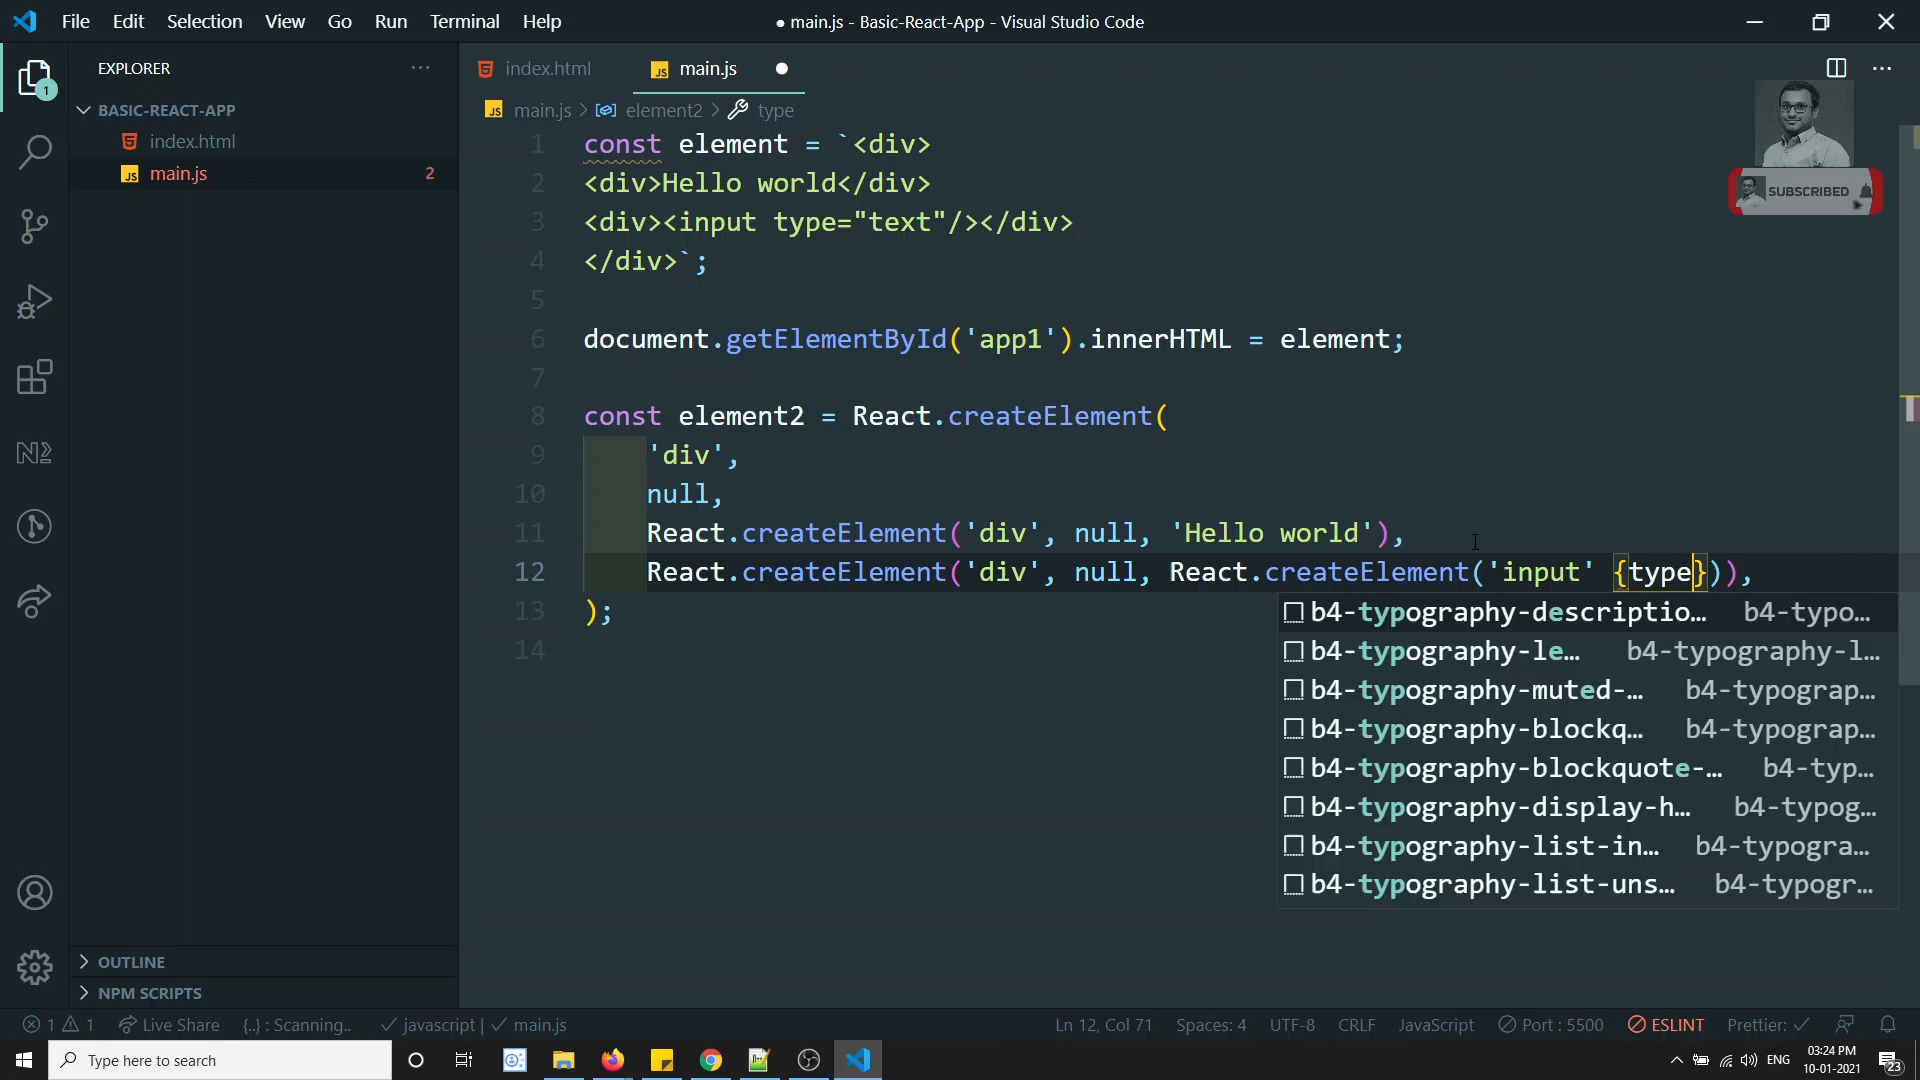 File Edit Selection View Go Run Terminal Help
● main.js - Basic-React-App - Visual Studio Code
EXPLORER
1
BASIC-REACT-APP
index.html
JS main.js 2
index.html
JS main.js
JS main.js > element2 > type
SUBSCRIBED
1 const element = `<div>
2 <div>Hello world</div>
3 <div><input type="text"/></div>
4 </div>`;
5
6 document.getElementById('app1').innerHTML = element;
7
8 const element2 = React.createElement(
9 'div',
10 null,
11 React.createElement('div', null, 'Hello world'),
12 React.createElement('div', null, React.createElement('input' {type})),
13 );
14
b4-typography-descriptio… b4-typo…
b4-typography-le… b4-typography-l…
b4-typography-muted-… b4-typograp…
b4-typography-blockq… b4-typograp…
b4-typography-blockquote-… b4-typ…
b4-typography-display-h… b4-typog…
b4-typography-list-in… b4-typogra…
b4-typography-list-uns… b4-typogr…
OUTLINE
NPM SCRIPTS
1 1 Live Share {..} : Scanning.. ✓ javascript | ✓ main.js
Ln 12, Col 71 Spaces: 4 UTF-8 CRLF JavaScript Port : 5500 ESLINT Prettier: ✓
Type here to search
ENG
03:24 PM
10-01-2021
23